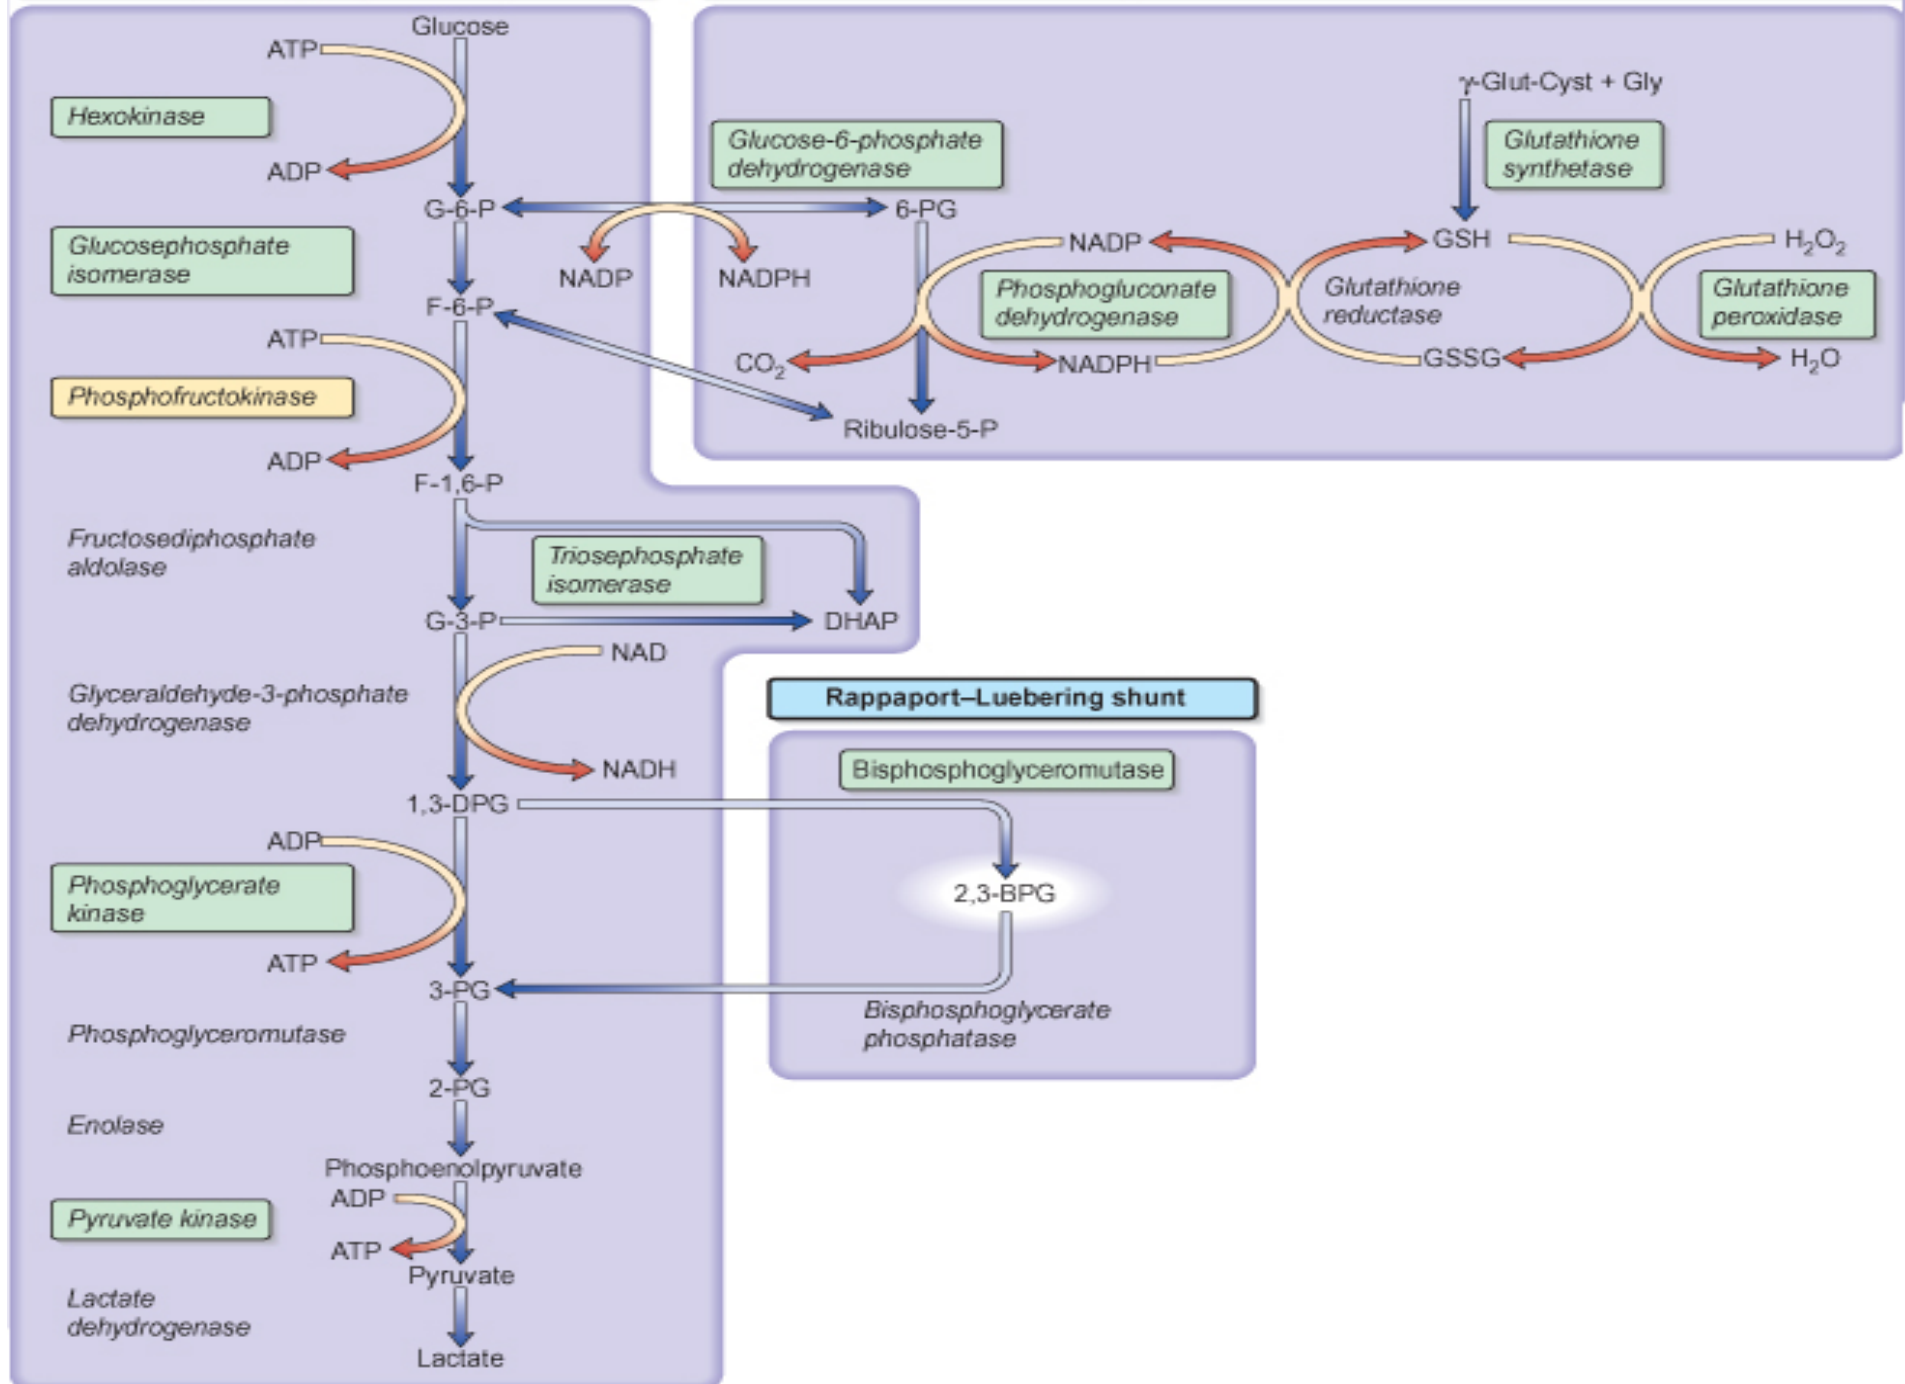 Glucose
ATP
Hexokinase
ADP
G-6-P
Glucosephosphate
isomerase
F-6-P
ATP
Phosphofructokinase
ADP
F-1,6-P
Fructosediphosphate
aldolase
Triosephosphate
isomerase
G-3-P
DHAP
NAD
Glyceraldehyde-3-phosphate
dehydrogenase
NADH
1,3-DPG
ADP
Phosphoglycerate
kinase
ATP
3-PG
Phosphoglyceromutase
2-PG
Enolase
Phosphoenolpyruvate
ADP
Pyruvate kinase
ATP
Pyruvate
Lactate
dehydrogenase
Lactate
Glucose-6-phosphate
dehydrogenase
6-PG
NADP
NADPH
γ-Glut-Cyst + Gly
Glutathione
synthetase
NADP
GSH
H₂O₂
Phosphogluconate
dehydrogenase
Glutathione
reductase
Glutathione
peroxidase
CO₂
NADPH
GSSG
H₂O
Ribulose-5-P
Rappaport–Luebering shunt
Bisphosphoglyceromutase
2,3-BPG
Bisphosphoglycerate
phosphatase